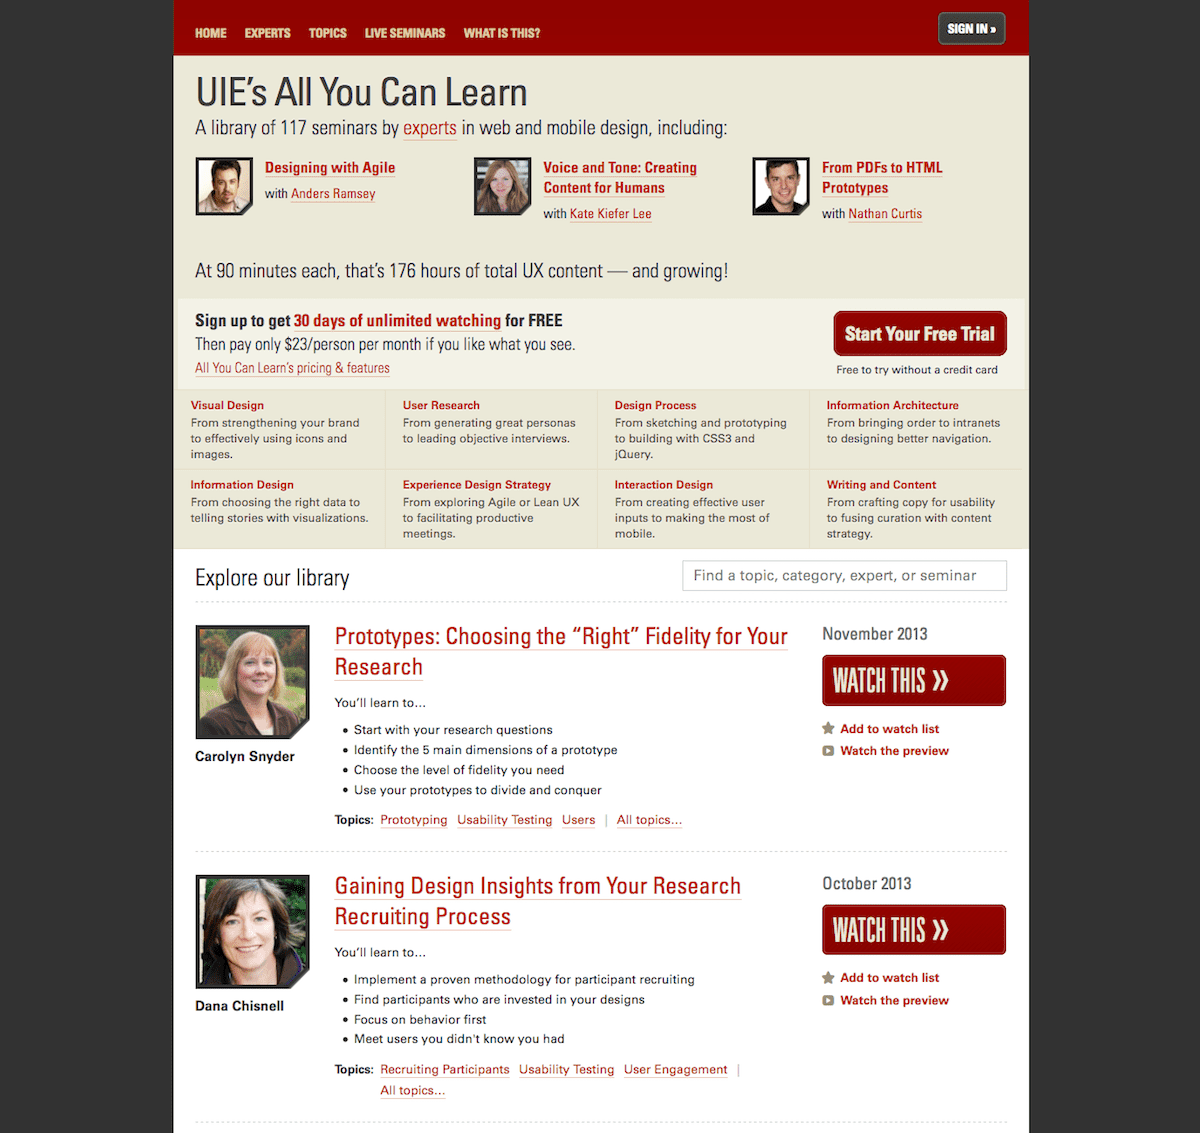 HOME EXPERTS TOPICS LIVE SEMINARS WHAT IS THIS? SIGN IN »
UIE’s All You Can Learn
A library of 117 seminars by experts in web and mobile design, including:
Designing with Agile
with Anders Ramsey
Voice and Tone: Creating
Content for Humans
with Kate Kiefer Lee
From PDFs to HTML
Prototypes
with Nathan Curtis
At 90 minutes each, that’s 176 hours of total UX content — and growing!
Sign up to get 30 days of unlimited watching for FREE
Then pay only $23/person per month if you like what you see.
All You Can Learn’s pricing & features
Start Your Free Trial
Free to try without a credit card
Visual Design
From strengthening your brand
to effectively using icons and
images.
User Research
From generating great personas
to leading objective interviews.
Design Process
From sketching and prototyping
to building with CSS3 and
jQuery.
Information Architecture
From bringing order to intranets
to designing better navigation.
Information Design
From choosing the right data to
telling stories with visualizations.
Experience Design Strategy
From exploring Agile or Lean UX
to facilitating productive
meetings.
Interaction Design
From creating effective user
inputs to making the most of
mobile.
Writing and Content
From crafting copy for usability
to fusing curation with content
strategy.
Explore our library
Find a topic, category, expert, or seminar
Carolyn Snyder
Prototypes: Choosing the “Right” Fidelity for Your
Research
You’ll learn to…
• Start with your research questions
• Identify the 5 main dimensions of a prototype
• Choose the level of fidelity you need
• Use your prototypes to divide and conquer
Topics: Prototyping Usability Testing Users | All topics…
November 2013
WATCH THIS »
Add to watch list
Watch the preview
Dana Chisnell
Gaining Design Insights from Your Research
Recruiting Process
You’ll learn to…
• Implement a proven methodology for participant recruiting
• Find participants who are invested in your designs
• Focus on behavior first
• Meet users you didn't know you had
Topics: Recruiting Participants Usability Testing User Engagement |
All topics…
October 2013
WATCH THIS »
Add to watch list
Watch the preview